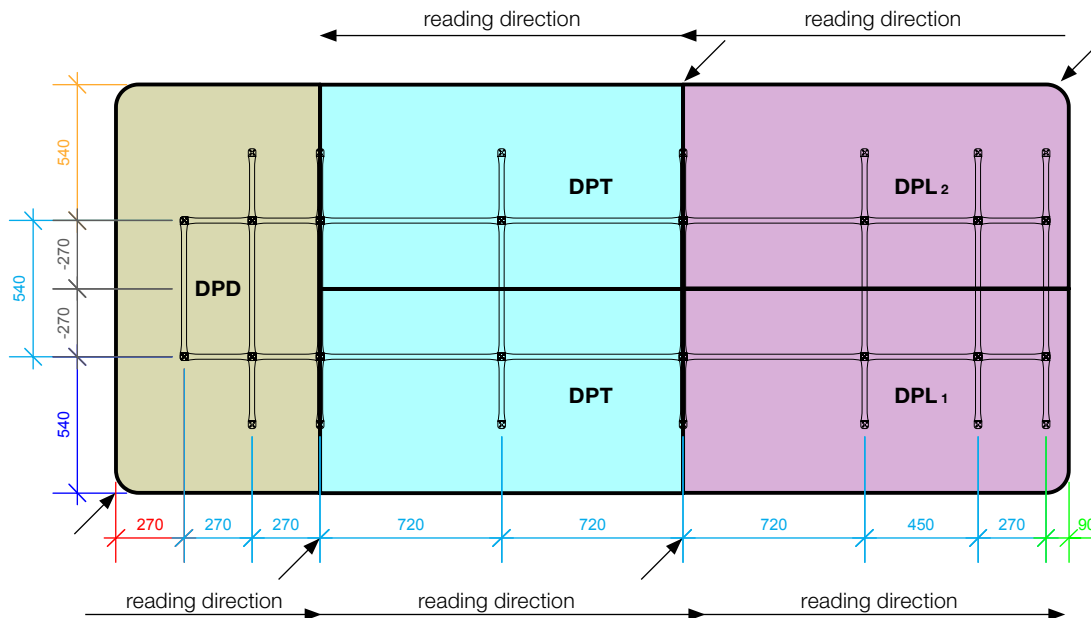 reading direction reading direction
540
DPT DPL 2
-270
540
DPD
-270
DPT DPL 1
540
270 270 270 720 720 720 450 270 90
reading direction reading direction reading direction